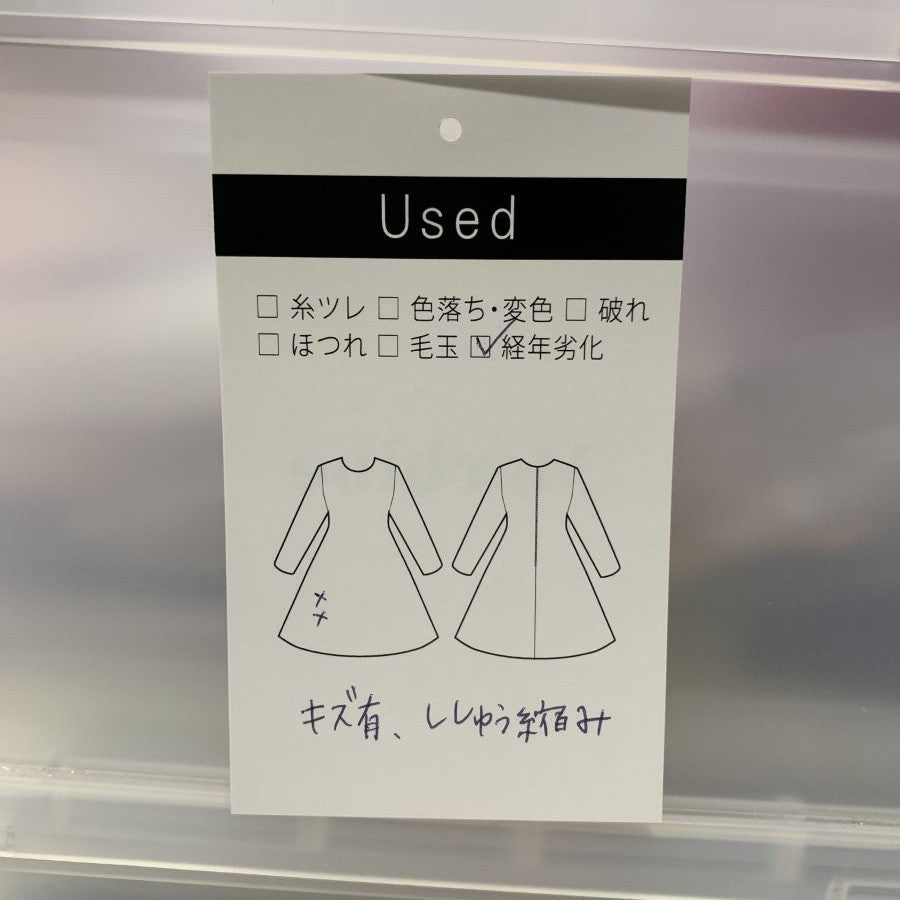 Used
□ 糸ツレ □ 色落ち・変色 □ 破れ
□ ほつれ □ 毛玉 ☑ 経年劣化
×
×
キズ有、ししゅう縮み